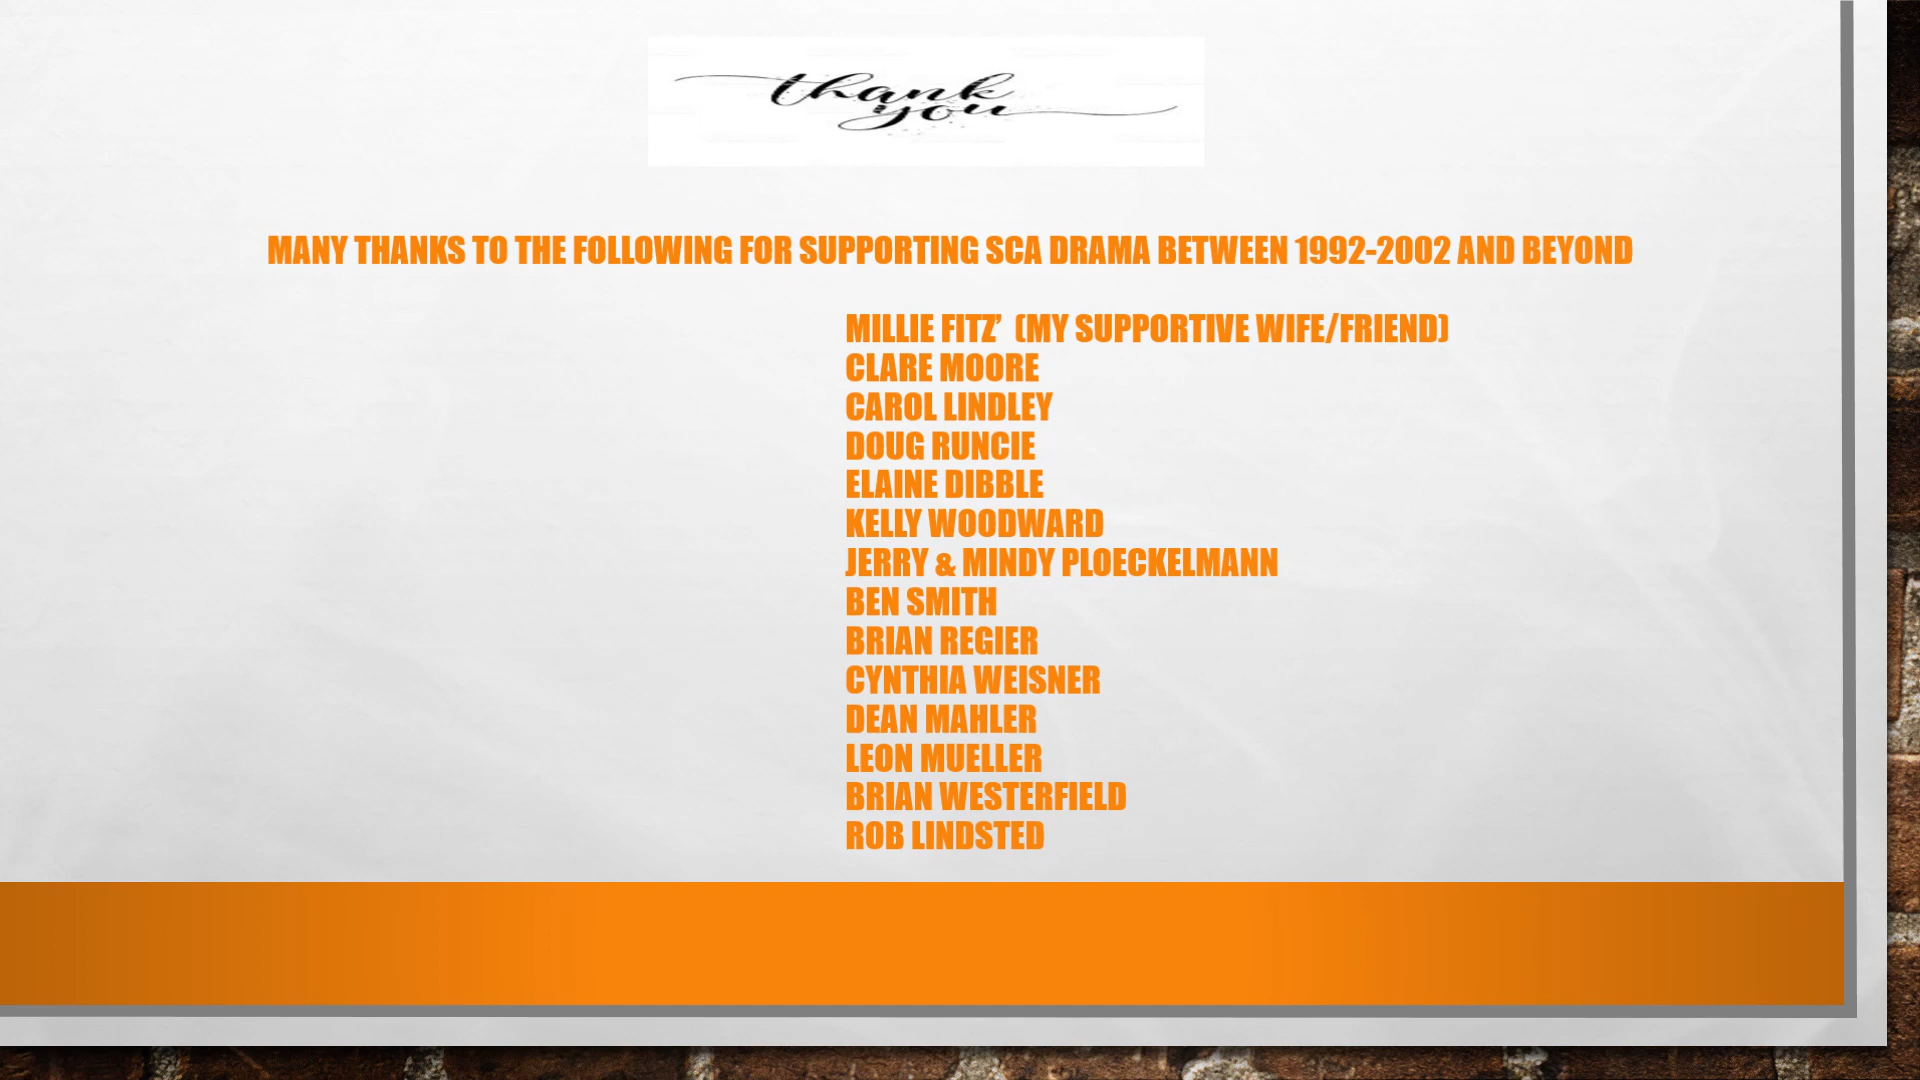 thank
you
MANY THANKS TO THE FOLLOWING FOR SUPPORTING SCA DRAMA BETWEEN 1992-2002 AND BEYOND
MILLIE FITZ’ (MY SUPPORTIVE WIFE/FRIEND)
CLARE MOORE
CAROL LINDLEY
DOUG RUNCIE
ELAINE DIBBLE
KELLY WOODWARD
JERRY & MINDY PLOECKELMANN
BEN SMITH
BRIAN REGIER
CYNTHIA WEISNER
DEAN MAHLER
LEON MUELLER
BRIAN WESTERFIELD
ROB LINDSTED